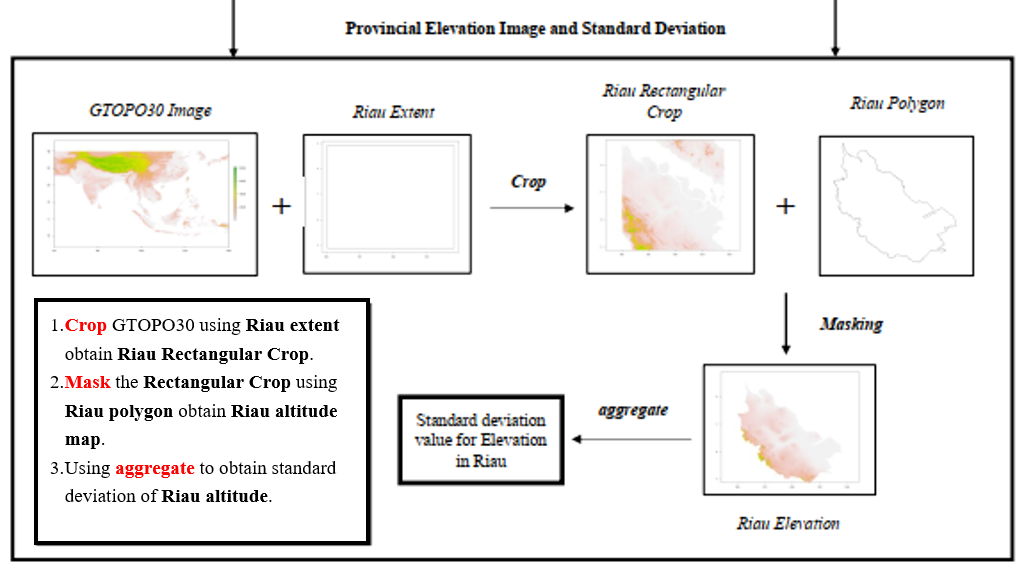 Provincial Elevation Image and Standard Deviation
GTOPO30 Image
Riau Extent
Riau Rectangular
Crop
Riau Polygon
+
Crop
+
1.Crop GTOPO30 using Riau extent
obtain Riau Rectangular Crop.
2.Mask the Rectangular Crop using
Riau polygon obtain Riau altitude
map.
3.Using aggregate to obtain standard
deviation of Riau altitude.
Masking
aggregate
Standard deviation
value for Elevation
in Riau
Riau Elevation